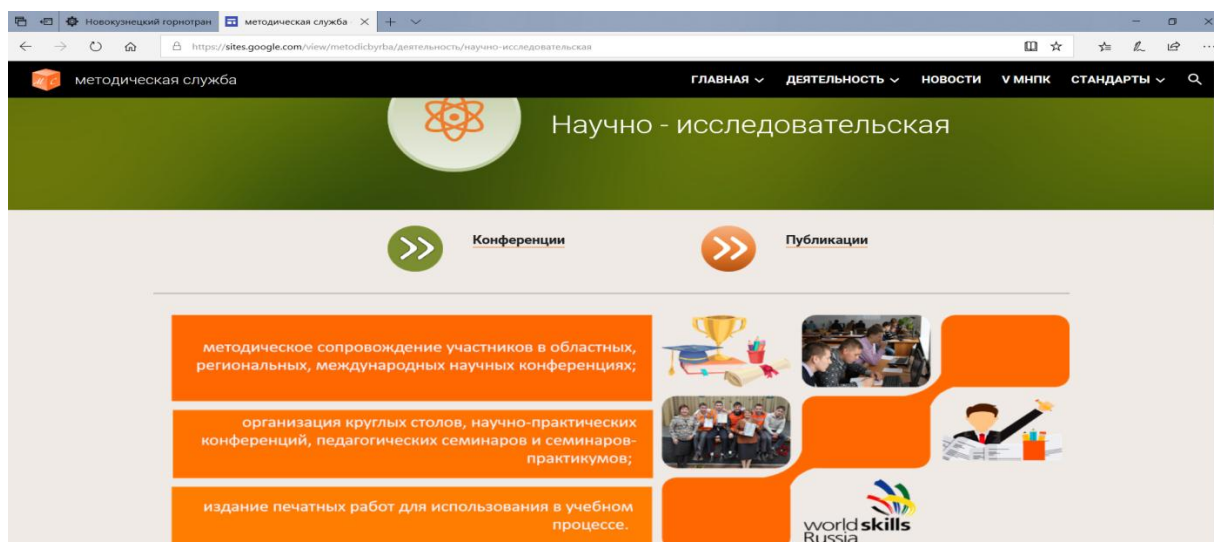 Новокузнецкий горнотран
методическая служба
https://sites.google.com/view/metodicbyrba/деятельность/научно-исследовательская
методическая служба
ГЛАВНАЯ ДЕЯТЕЛЬНОСТЬ НОВОСТИ V МНПК СТАНДАРТЫ
Научно - исследовательская
Конференции
Публикации
методическое сопровождение участников в областных,
региональных, международных научных конференциях;
организация круглых столов, научно-практических
конференций, педагогических семинаров и семинаров-
практикумов;
издание печатных работ для использования в учебном
процессе.
worldskills
Russia